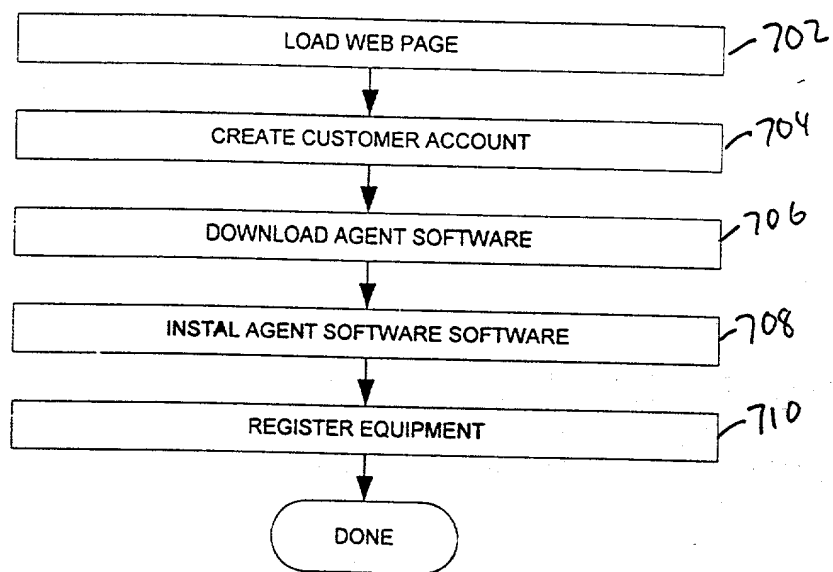 LOAD WEB PAGE 702
CREATE CUSTOMER ACCOUNT 704
DOWNLOAD AGENT SOFTWARE 706
INSTAL AGENT SOFTWARE SOFTWARE 708
REGISTER EQUIPMENT 710
DONE